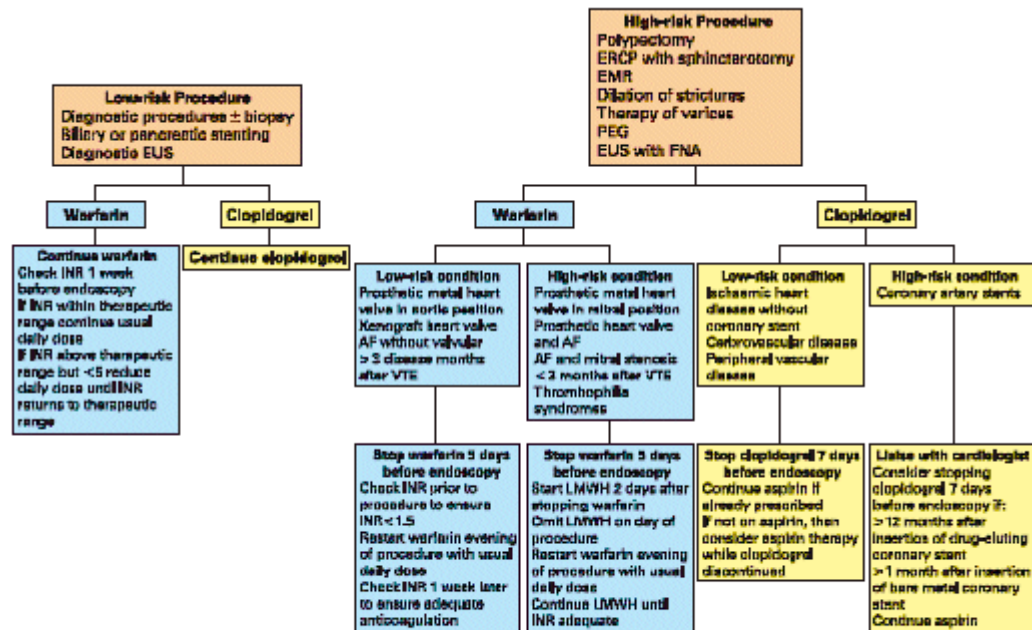 High-risk Procedure
Polypectomy
ERCP with sphincterotomy
EMR
Dilation of strictures
Therapy of varices
PEG
EUS with FNA
Low-risk Procedure
Diagnostic procedures ± biopsy
Biliary or pancreatic stenting
Diagnostic EUS
Warfarin
Clopidogrel
Warfarin
Clopidogrel
Continue warfarin
Check INR 1 week
before endoscopy
If INR within therapeutic
range continue usual
daily dose
If INR above therapeutic
range but <5 reduce
daily dose until INR
returns to therapeutic
range
Continue clopidogrel
Low-risk condition
Prosthetic metal heart
valve in aortic position
Xenograft heart valve
AF without valvular
> 3 disease months
after VTE
High-risk condition
Prosthetic metal heart
valve in mitral position
Prosthetic heart valve
and AF
AF and mitral stenosis
< 3 months after VTE
Thrombophilia
syndromes
Low-risk condition
Ischaemic heart
disease without
coronary stent
Cerbrovascular disease
Peripheral vascular
disease
High-risk condition
Coronary artery stents
Stop warfarin 5 days
before endoscopy
Check INR prior to
procedure to ensure
INR<1.5
Restart warfarin evening
of procedure with usual
daily dose
Check INR 1 week later
to ensure adequate
anticoagulation
Stop warfarin 5 days
before endoscopy
Start LMWH 2 days after
stopping warfarin
Omit LMWH on day of
procedure
Restart warfarin evening
of procedure with usual
daily dose
Continue LMWH until
INR adequate
Stop clopidogrel 7 days
before endoscopy
Continue aspirin if
already prescribed
If not on aspirin, then
consider aspirin therapy
while clopidogrel
discontinued
Liaise with cardiologist
Consider stopping
clopidogrel 7 days
before endoscopy if:
>12 months after
insertion of drug-eluting
coronary stent
>1 month after insertion
of bare metal coronary
stent
Continue aspirin